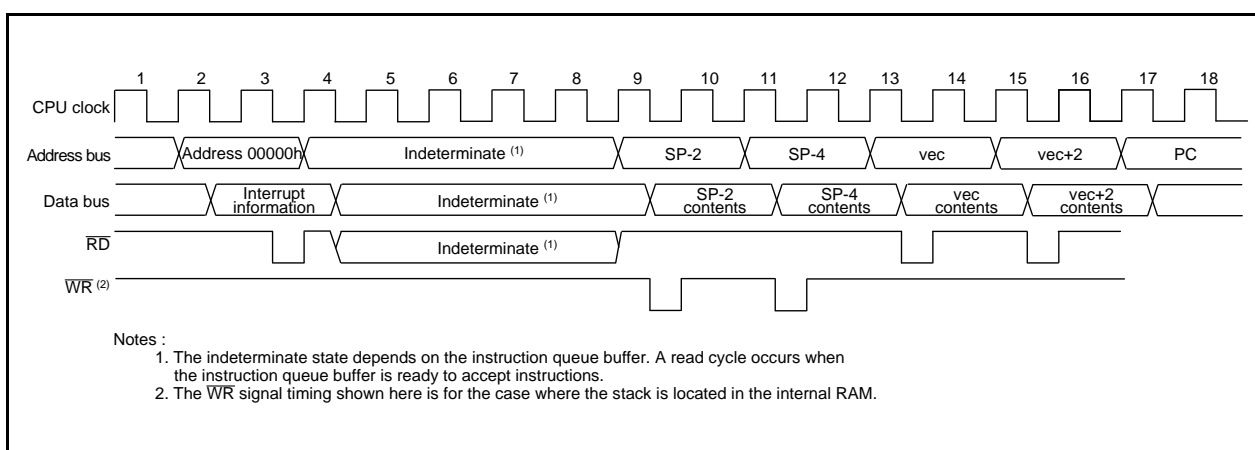 1 2 3 4 5 6 7 8 9 10 11 12 13 14 15 16 17 18
CPU clock
Address bus Address 00000h Indeterminate (1) SP-2 SP-4 vec vec+2 PC
Data bus Interrupt information Indeterminate (1) SP-2 contents SP-4 contents vec contents vec+2 contents
RD Indeterminate (1)
WR (2)
Notes :
1. The indeterminate state depends on the instruction queue buffer. A read cycle occurs when
the instruction queue buffer is ready to accept instructions.
2. The WR signal timing shown here is for the case where the stack is located in the internal RAM.